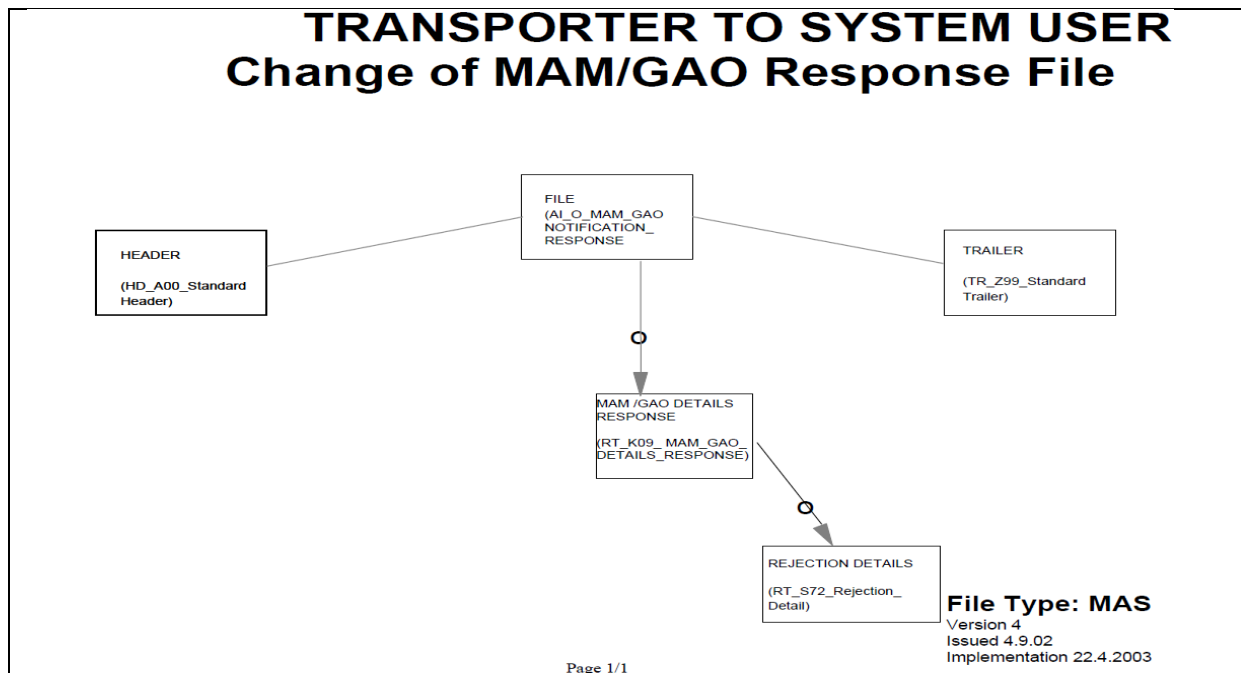 TRANSPORTER TO SYSTEM USER
Change of MAM/GAO Response File
FILE
(AI_O_MAM_GAO
NOTIFICATION_
RESPONSE
HEADER
(HD_A00_Standard
Header)
TRAILER
(TR_Z99_Standard
Trailer)
O
MAM /GAO DETAILS
RESPONSE
(RT_K09_ MAM_GAO_
DETAILS_RESPONSE)
O
REJECTION DETAILS
(RT_S72_Rejection_
Detail)
File Type: MAS
Version 4
Issued 4.9.02
Implementation 22.4.2003
Page 1/1